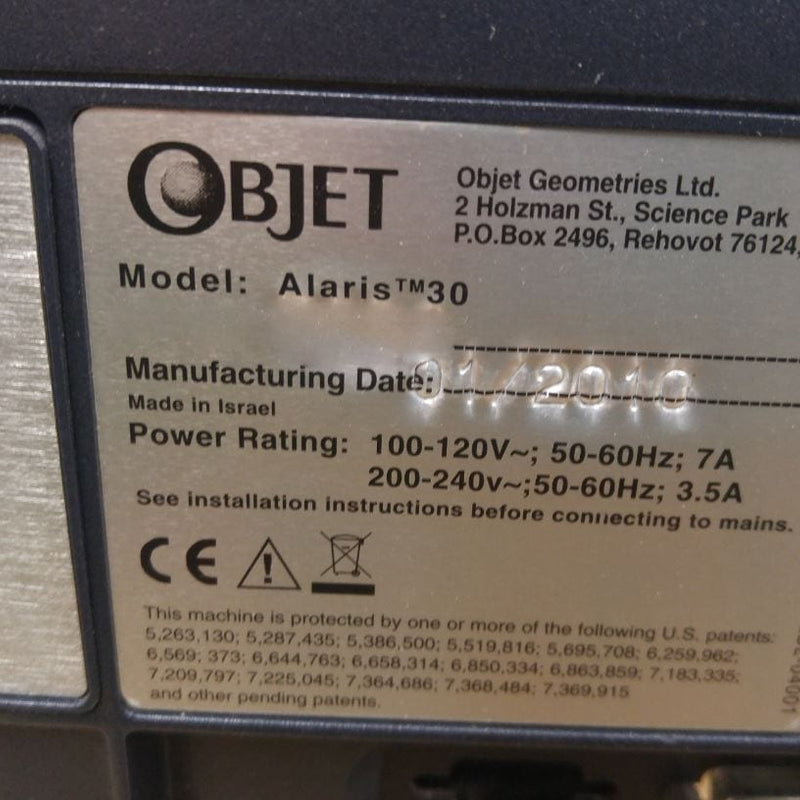 OBJET
Objet Geometries Ltd.
2 Holzman St., Science Park
P.O.Box 2496, Rehovot 76124,
Model: Alaris™30
Manufacturing Date: 01/2010
Made in Israel
Power Rating: 100-120V~; 50-60Hz; 7A
200-240v~;50-60Hz; 3.5A
See installation instructions before connecting to mains.
CE
This machine is protected by one or more of the following U.S. patents:
5,263,130; 5,287,435; 5,386,500; 5,519,816; 5,695,708; 6,259,962;
6,569; 373; 6,644,763; 6,658,314; 6,850,334; 6,863,859; 7,183,335;
7,209,797; 7,225,045; 7,364,686; 7,368,484; 7,369,915
and other pending patents.